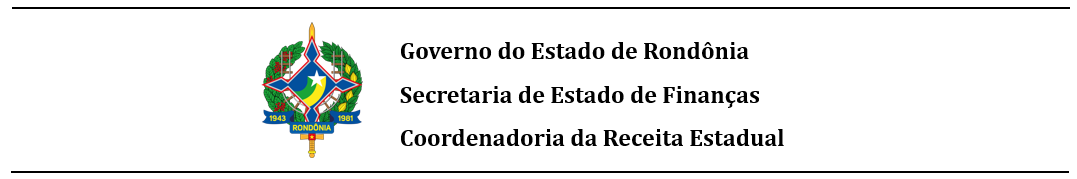 Governo do Estado de Rondônia
Secretaria de Estado de Finanças
Coordenadoria da Receita Estadual
1943 1981
RONDÔNIA